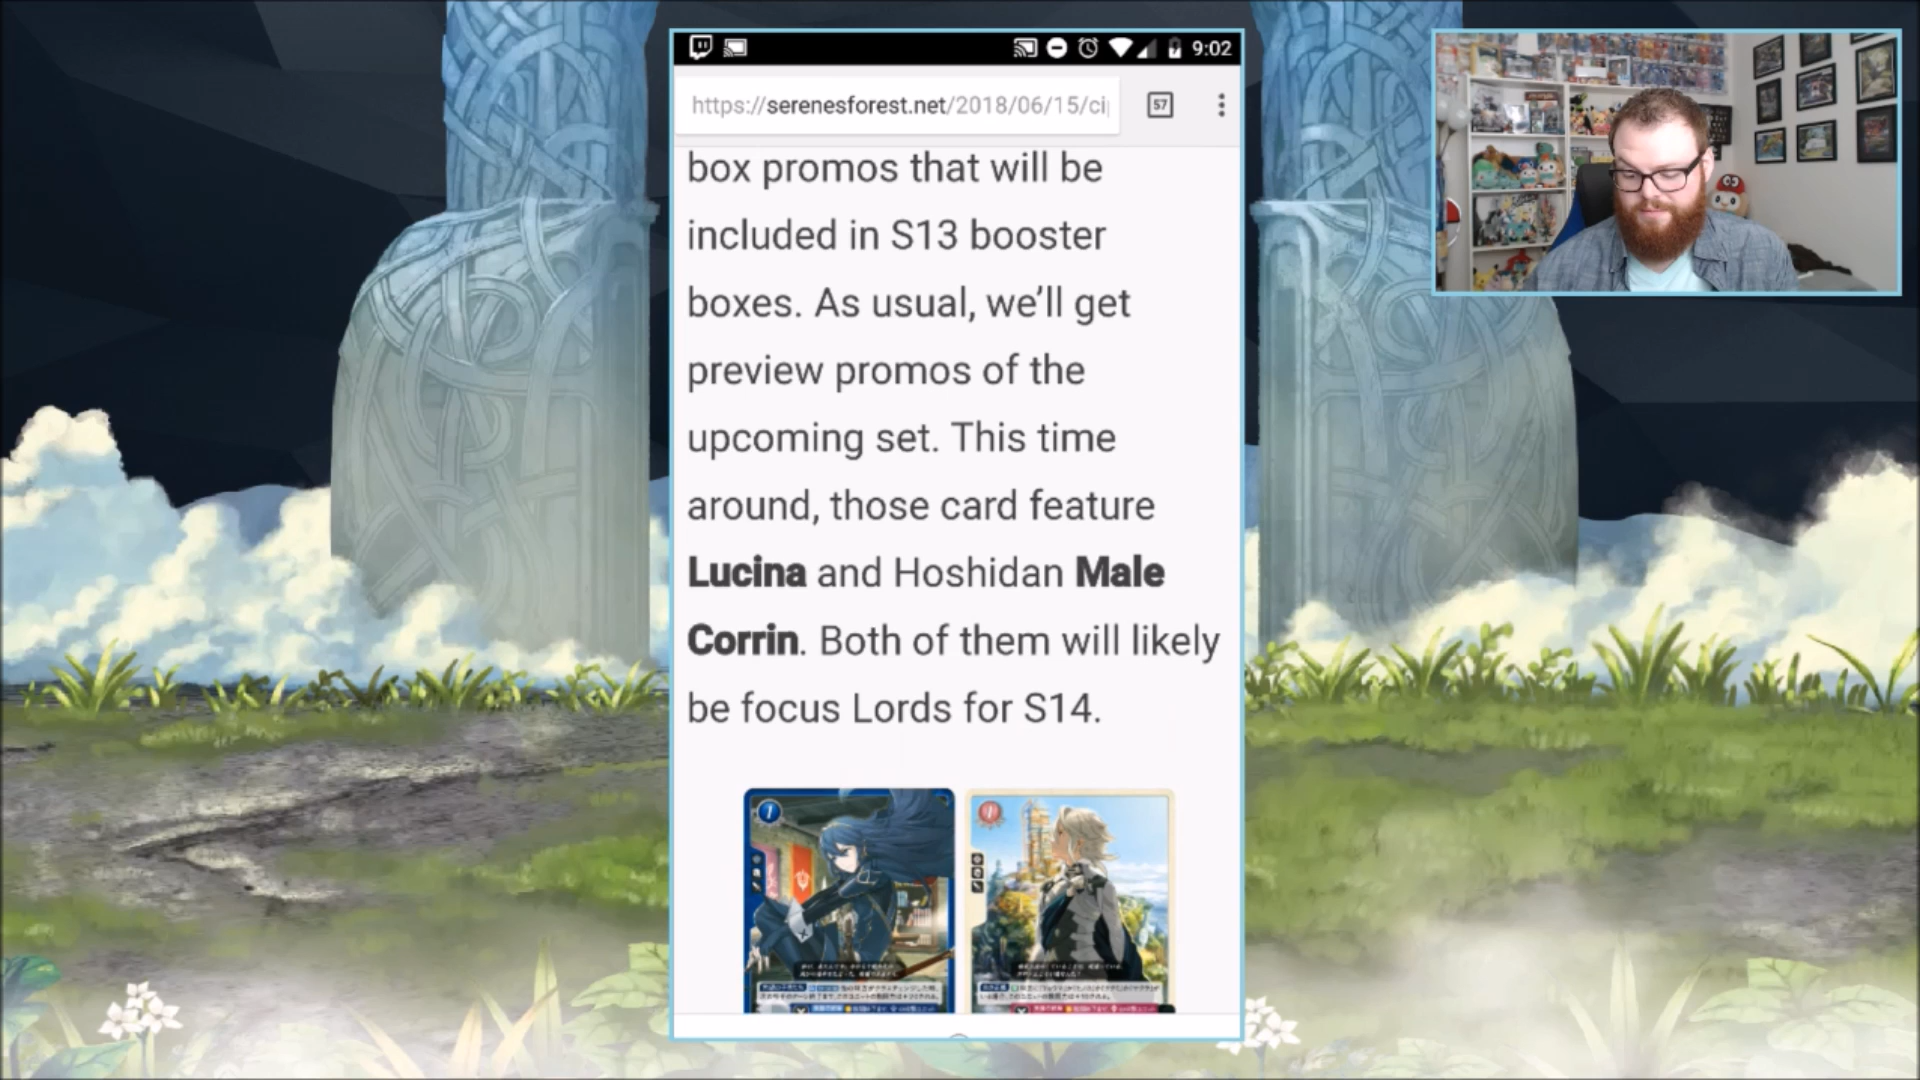 9:02
https://serenesforest.net/2018/06/15/ci
57
box promos that will be
included in S13 booster
boxes. As usual, we'll get
preview promos of the
upcoming set. This time
around, those card feature
Lucina and Hoshidan Male
Corrin. Both of them will likely
be focus Lords for S14.
1
1